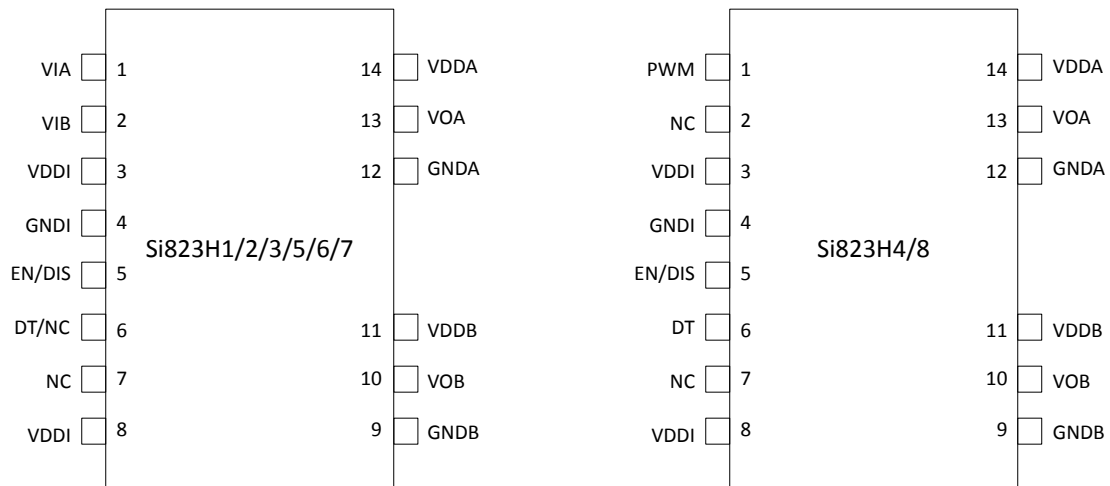 VIA 1 14 VDDA
VIB 2 13 VOA
VDDI 3 12 GNDA
GNDI 4
Si823H1/2/3/5/6/7
EN/DIS 5
DT/NC 6 11 VDDB
NC 7 10 VOB
VDDI 8 9 GNDB
PWM 1 14 VDDA
NC 2 13 VOA
VDDI 3 12 GNDA
GNDI 4
Si823H4/8
EN/DIS 5
DT 6 11 VDDB
NC 7 10 VOB
VDDI 8 9 GNDB